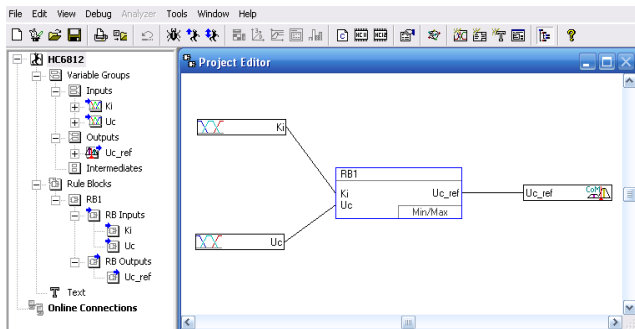 File Edit View Debug Analyzer Tools Window Help
HC6812
Variable Groups
Inputs
Ki
Uc
Outputs
Uc_ref
Intermediates
Rule Blocks
RB1
RB Inputs
Ki
Uc
RB Outputs
Uc_ref
Text
Online Connections
Project Editor
Ki
RB1
Ki
Uc_ref
Uc
Min/Max
Uc_ref
CoM
Uc